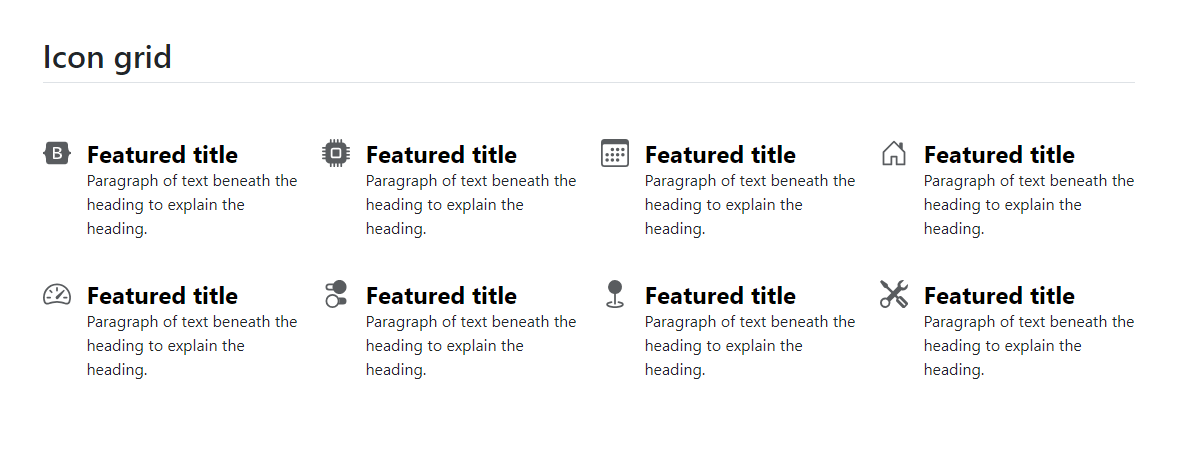 Icon grid
B
Featured title
Paragraph of text beneath the
heading to explain the
heading.
Featured title
Paragraph of text beneath the
heading to explain the
heading.
Featured title
Paragraph of text beneath the
heading to explain the
heading.
Featured title
Paragraph of text beneath the
heading to explain the
heading.
Featured title
Paragraph of text beneath the
heading to explain the
heading.
Featured title
Paragraph of text beneath the
heading to explain the
heading.
Featured title
Paragraph of text beneath the
heading to explain the
heading.
Featured title
Paragraph of text beneath the
heading to explain the
heading.